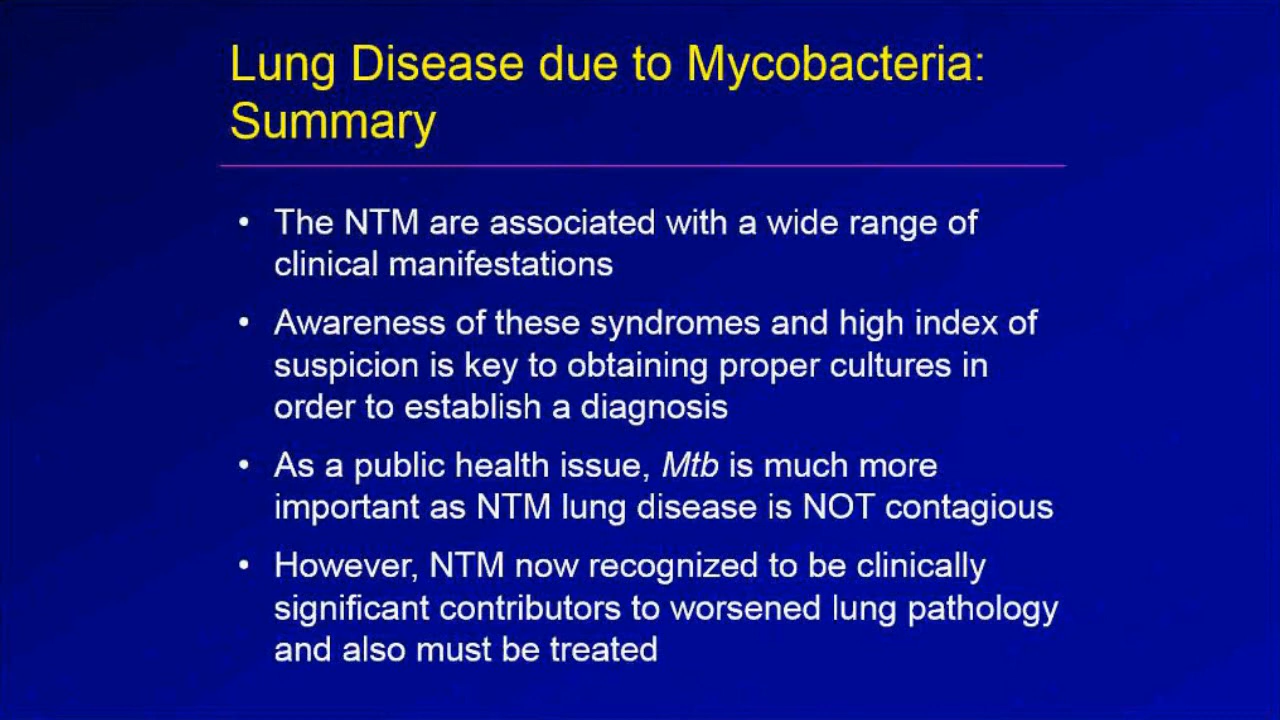 Lung Disease due to Mycobacteria:
Summary
• The NTM are associated with a wide range of
clinical manifestations
• Awareness of these syndromes and high index of
suspicion is key to obtaining proper cultures in
order to establish a diagnosis
• As a public health issue, Mtb is much more
important as NTM lung disease is NOT contagious
• However, NTM now recognized to be clinically
significant contributors to worsened lung pathology
and also must be treated